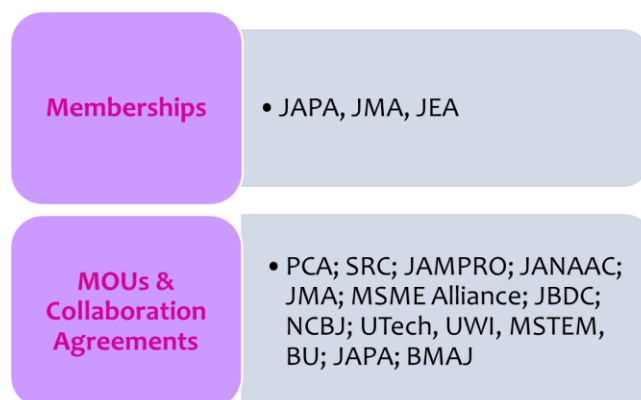 Memberships
• JAPA, JMA, JEA
MOUs &
Collaboration
Agreements
• PCA; SRC; JAMPRO; JANAAC;
JMA; MSME Alliance; JBDC;
NCBJ; UTech, UWI, MSTEM,
BU; JAPA; BMAJ